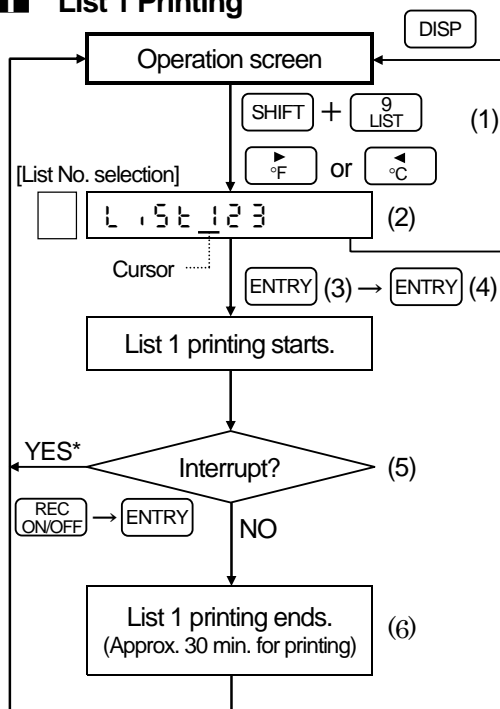 List 1 Printing
DISP
Operation screen
SHIFT + 9 LIST (1)
► °F or ◄ °C
[List No. selection]
LiSt 123 (2)
Cursor
ENTRY (3) → ENTRY (4)
List 1 printing starts.
YES*
Interrupt? (5)
REC ON/OFF → ENTRY
NO
List 1 printing ends.
(Approx. 30 min. for printing)
(6)